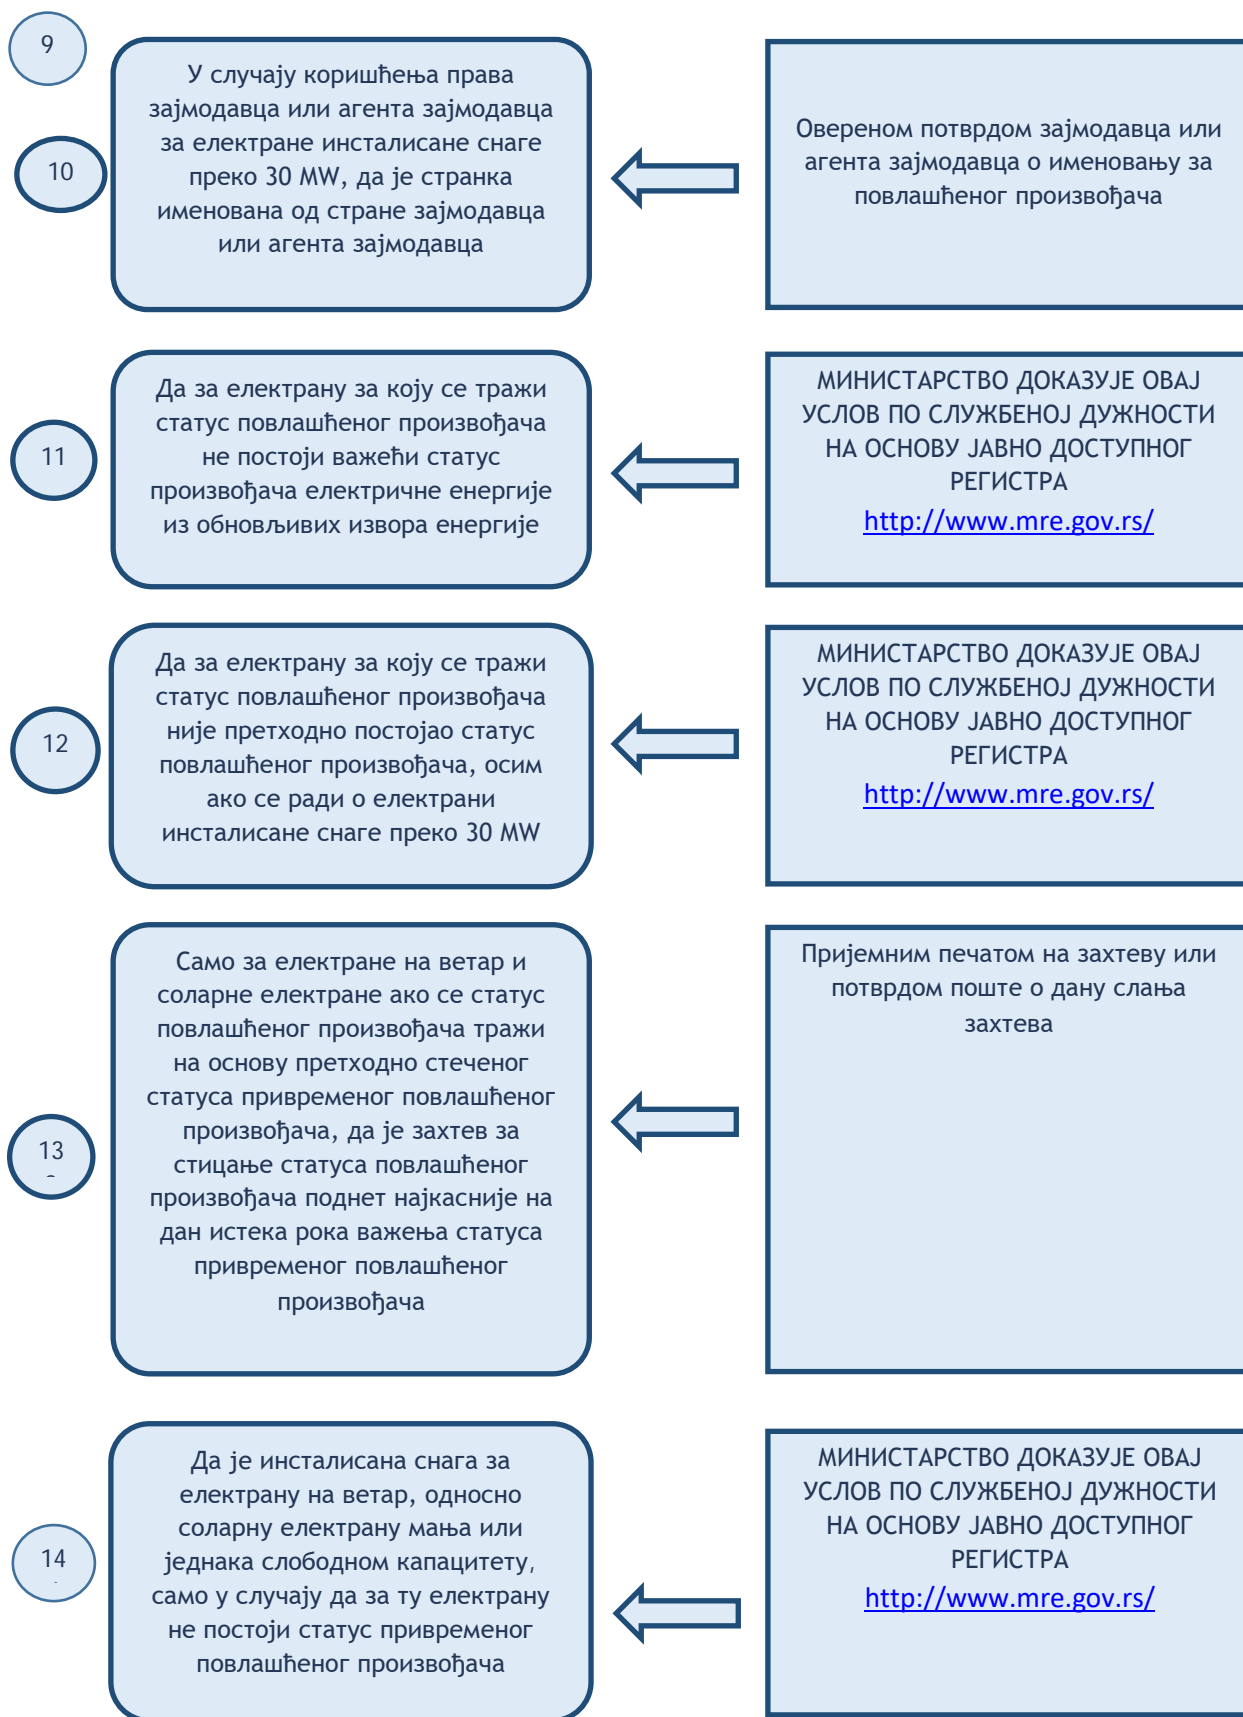 9
10
У случају коришћења права
зајмодавца или агента зајмодавца
за електране инсталисане снаге
преко 30 MW, да је странка
именована од стране зајмодавца
или агента зајмодавца
Овереном потврдом зајмодавца или
агента зајмодавца о именовању за
повлашћеног произвођача
11
Да за електрану за коју се тражи
статус повлашћеног произвођача
не постоји важећи статус
произвођача електричне енергије
из обновљивих извора енергије
МИНИСТАРСТВО ДОКАЗУЈЕ ОВАЈ
УСЛОВ ПО СЛУЖБЕНОЈ ДУЖНОСТИ
НА ОСНОВУ ЈАВНО ДОСТУПНОГ
РЕГИСТРА
http://www.mre.gov.rs/
12
Да за електрану за коју се тражи
статус повлашћеног произвођача
није претходно постојао статус
повлашћеног произвођача, осим
ако се ради о електрани
инсталисане снаге преко 30 MW
МИНИСТАРСТВО ДОКАЗУЈЕ ОВАЈ
УСЛОВ ПО СЛУЖБЕНОЈ ДУЖНОСТИ
НА ОСНОВУ ЈАВНО ДОСТУПНОГ
РЕГИСТРА
http://www.mre.gov.rs/
13
Само за електране на ветар и
соларне електране ако се статус
повлашћеног произвођача тражи
на основу претходно стеченог
статуса привременог повлашћеног
произвођача, да је захтев за
стицање статуса повлашћеног
произвођача поднет најкасније на
дан истека рока важења статуса
привременог повлашћеног
произвођача
Пријемним печатом на захтеву или
потврдом поште о дану слања
захтева
14
Да је инсталисана снага за
електрану на ветар, односно
соларну електрану мања или
једнака слободном капацитету,
само у случају да за ту електрану
не постоји статус привременог
повлашћеног произвођача
МИНИСТАРСТВО ДОКАЗУЈЕ ОВАЈ
УСЛОВ ПО СЛУЖБЕНОЈ ДУЖНОСТИ
НА ОСНОВУ ЈАВНО ДОСТУПНОГ
РЕГИСТРА
http://www.mre.gov.rs/